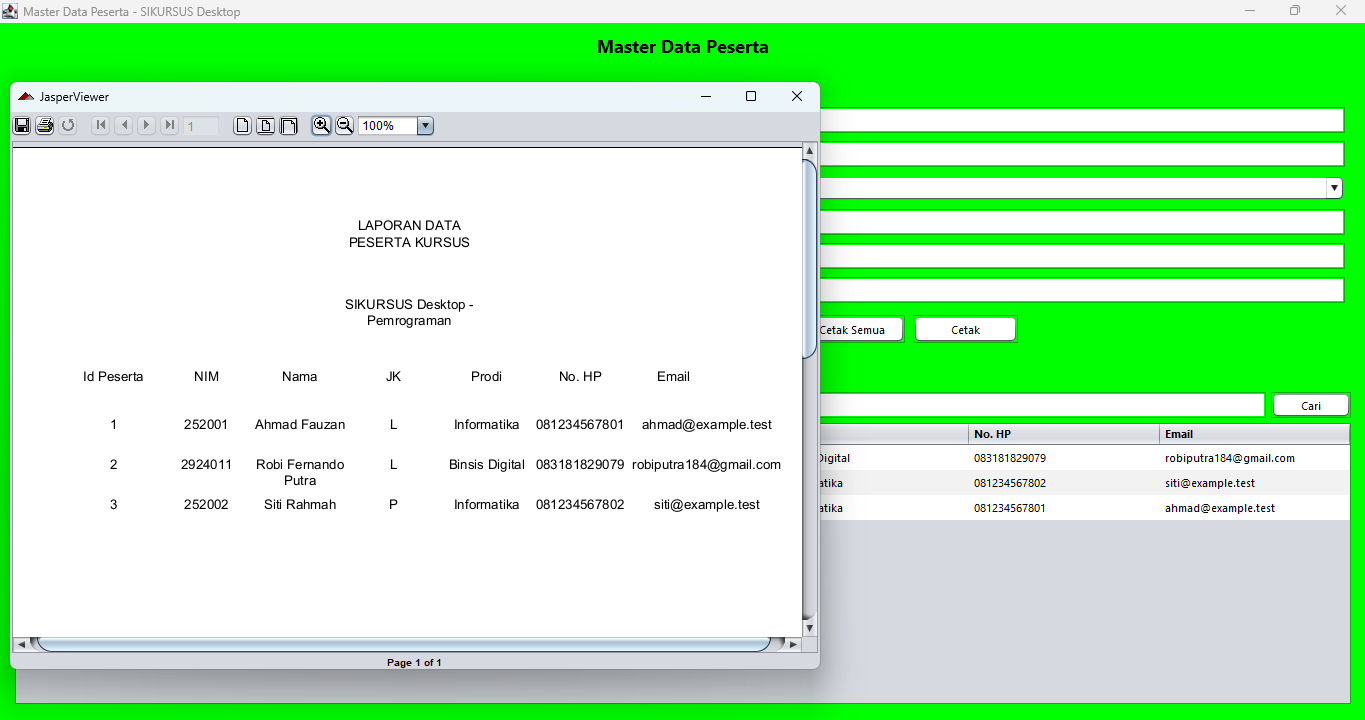 Master Data Peserta - SIKURSUS Desktop
Master Data Peserta
JasperViewer
1
100%
LAPORAN DATA
PESERTA KURSUS
SIKURSUS Desktop -
Pemrograman
Id Peserta NIM Nama JK Prodi No. HP Email
1 252001 Ahmad Fauzan L Informatika 081234567801 ahmad@example.test
2 2924011 Robi Fernando L Binsis Digital 083181829079 robiputra184@gmail.com
Putra
3 252002 Siti Rahmah P Informatika 081234567802 siti@example.test
Page 1 of 1
Cetak Semua Cetak
Cari
No. HP Email
Digital 083181829079 robiputra184@gmail.com
atika 081234567802 siti@example.test
atika 081234567801 ahmad@example.test